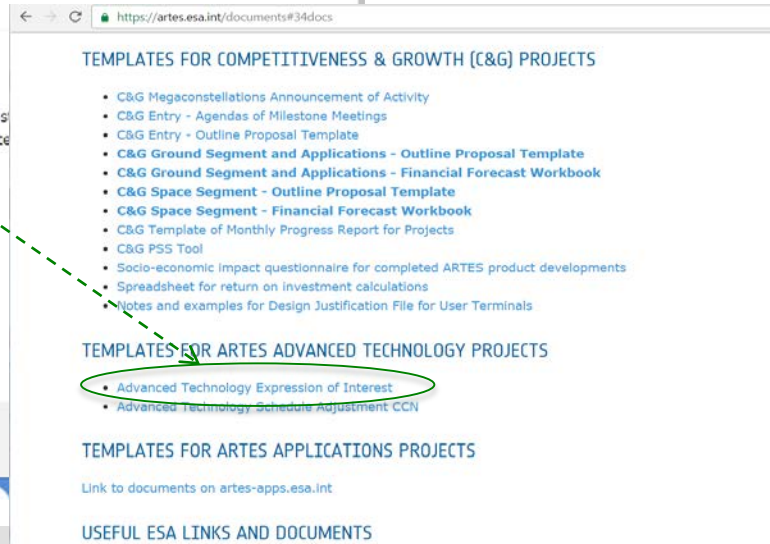 https://artes.esa.int/documents#34docs
TEMPLATES FOR COMPETITIVENESS & GROWTH (C&G) PROJECTS
• C&G Megaconstellations Announcement of Activity
• C&G Entry - Agendas of Milestone Meetings
• C&G Entry - Outline Proposal Template
• C&G Ground Segment and Applications - Outline Proposal Template
• C&G Ground Segment and Applications - Financial Forecast Workbook
• C&G Space Segment - Outline Proposal Template
• C&G Space Segment - Financial Forecast Workbook
• C&G Template of Monthly Progress Report for Projects
• C&G PSS Tool
• Socio-economic impact questionnaire for completed ARTES product developments
• Spreadsheet for return on investment calculations
• Notes and examples for Design Justification File for User Terminals
TEMPLATES FOR ARTES ADVANCED TECHNOLOGY PROJECTS
• Advanced Technology Expression of Interest
• Advanced Technology Schedule Adjustment CCN
TEMPLATES FOR ARTES APPLICATIONS PROJECTS
Link to documents on artes-apps.esa.int
USEFUL ESA LINKS AND DOCUMENTS